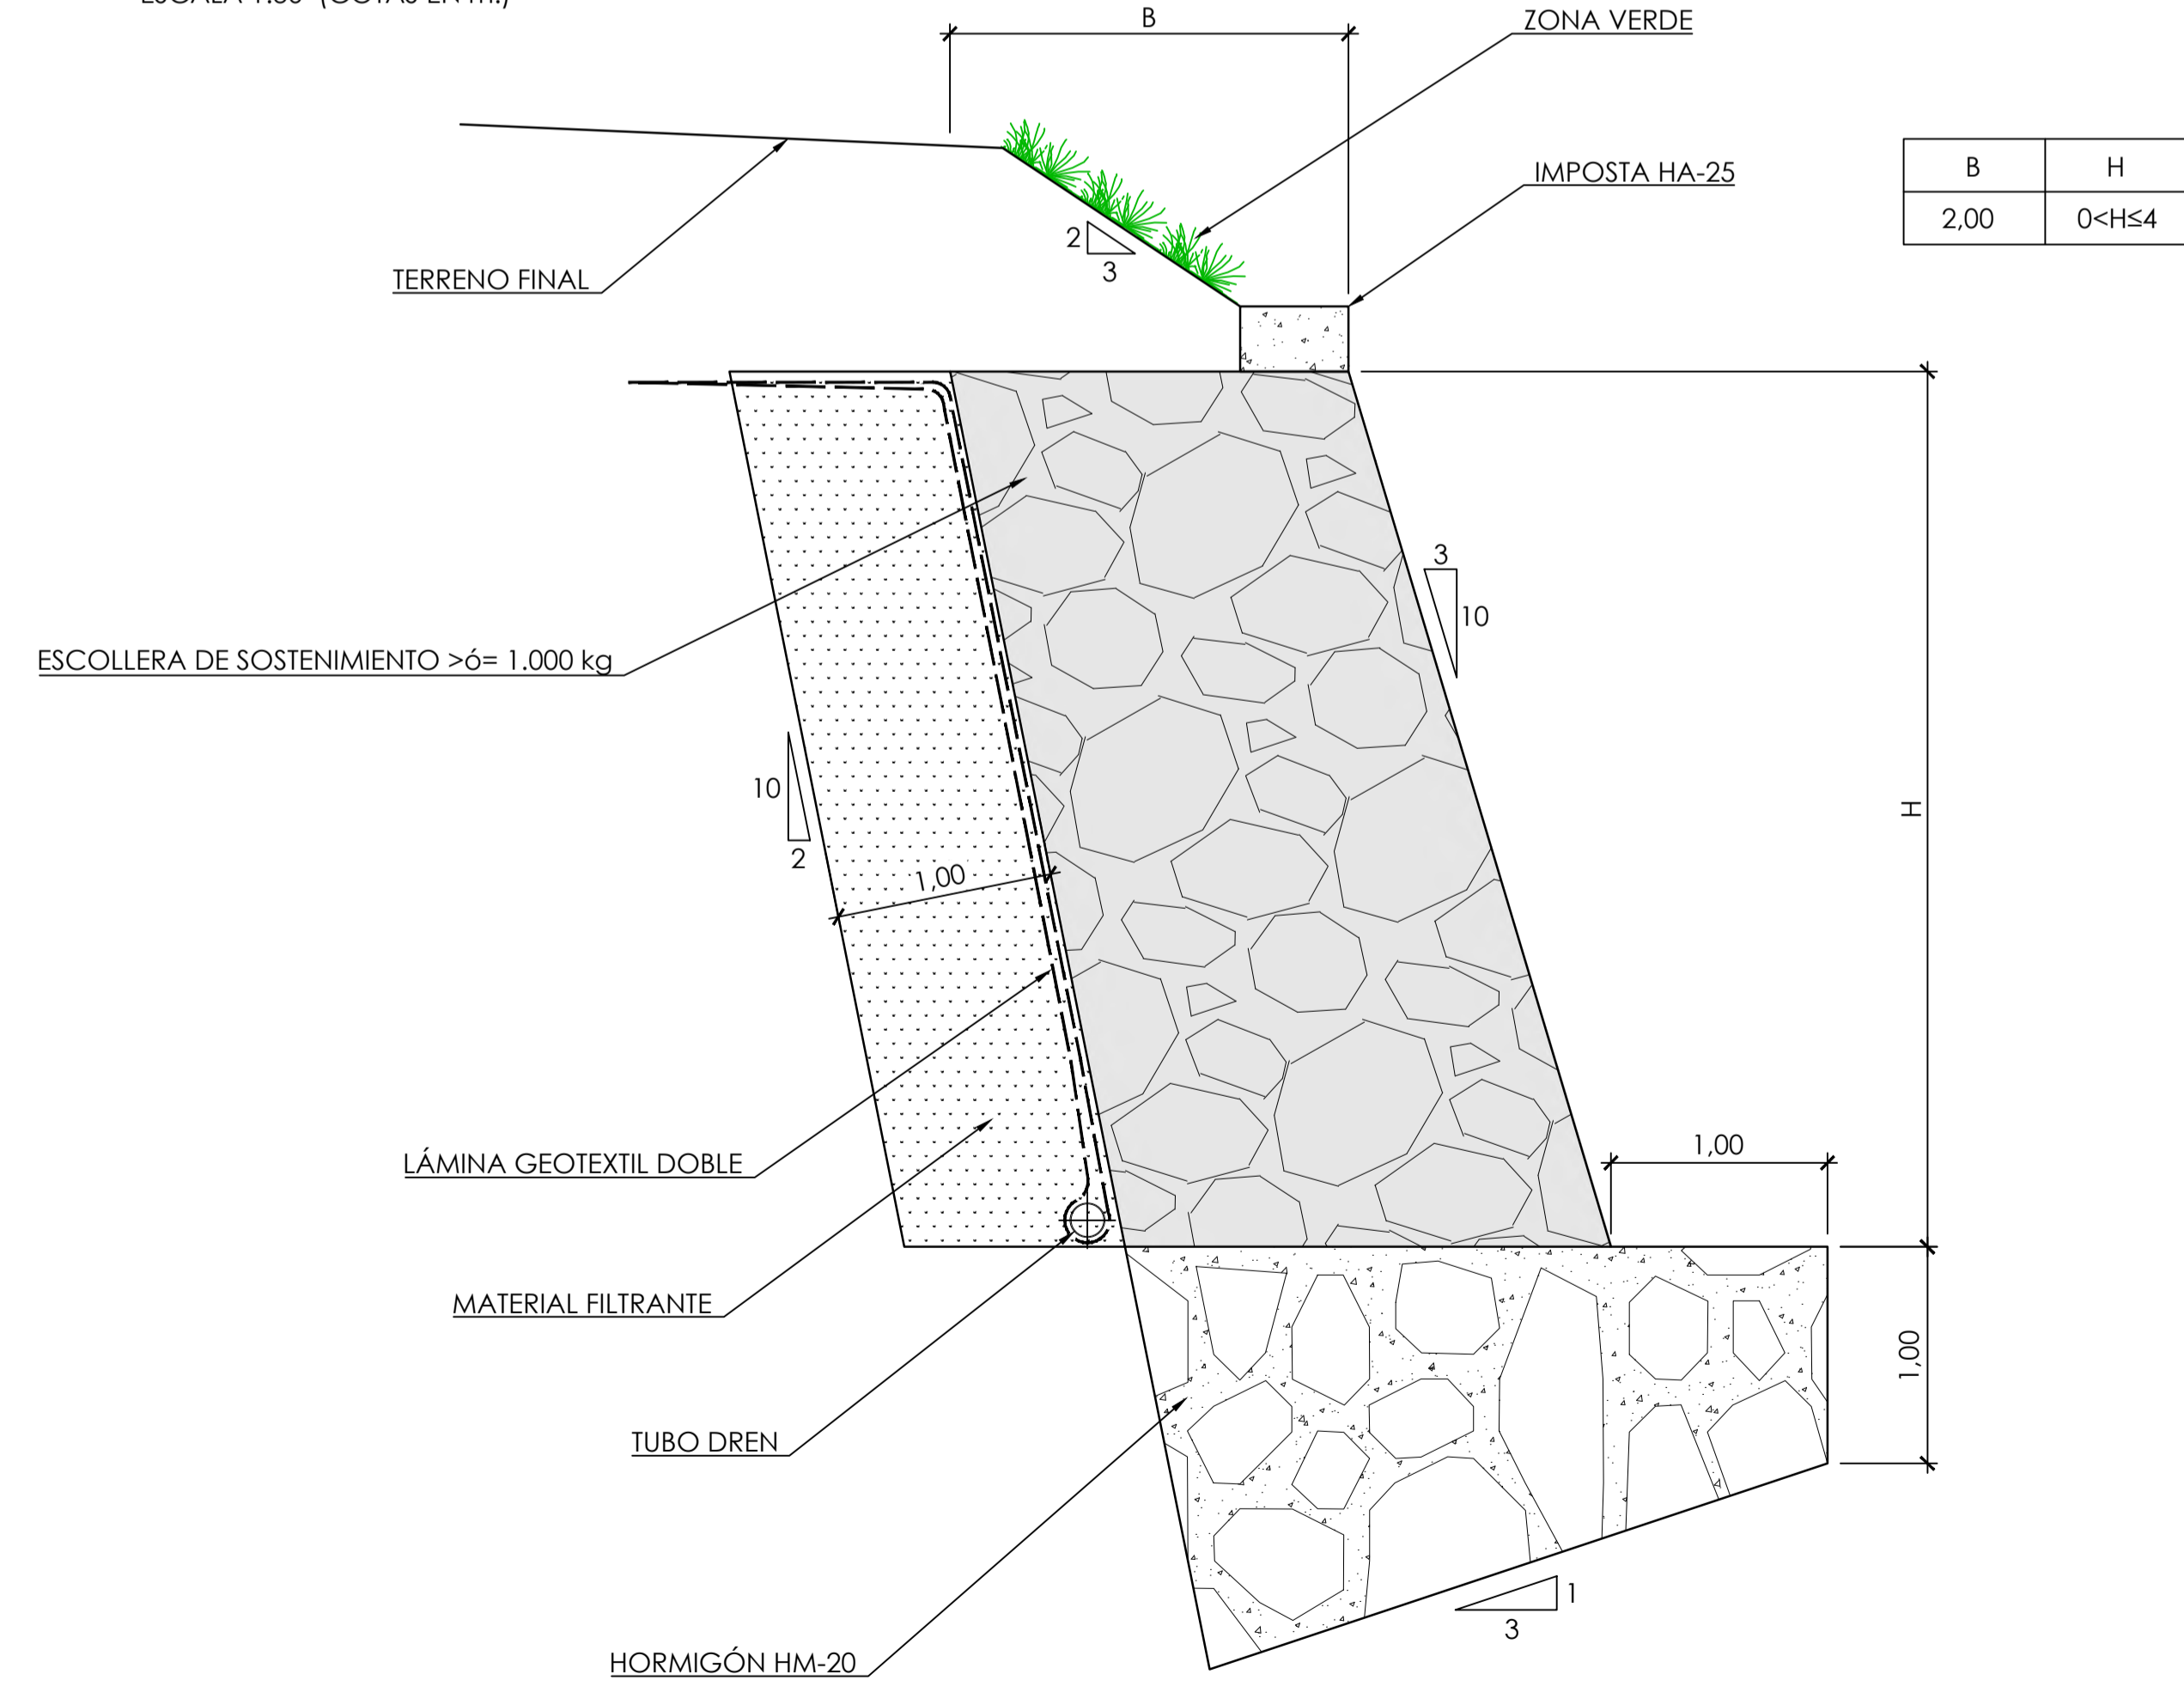 B
ZONA VERDE
IMPOSTA HA-25
B H
2,00 0<H≤4
2
3
TERRENO FINAL
3
10
ESCOLLERA DE SOSTENIMIENTO >ó= 1.000 kg
10
2
H
1,00
LÁMINA GEOTEXTIL DOBLE
1,00
MATERIAL FILTRANTE
1,00
TUBO DREN
1
3
HORMIGÓN HM-20